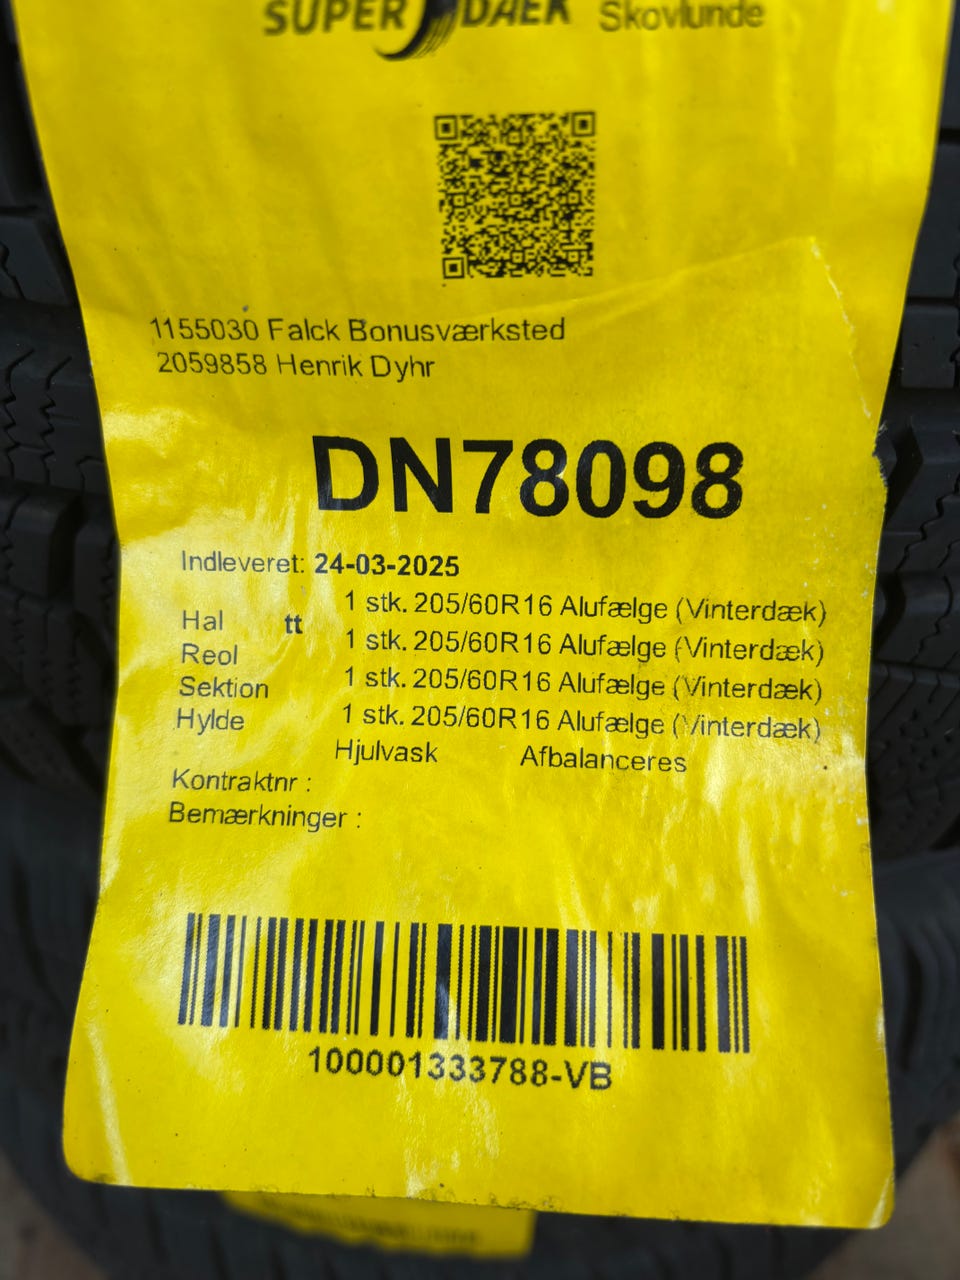 SUPER DÆK Skovlunde
1155030 Falck Bonusværksted
2059858 Henrik Dyhr
DN78098
Indleveret: 24-03-2025
1 stk. 205/60R16 Alufælge (Vinterdæk)
Hal tt
1 stk. 205/60R16 Alufælge (Vinterdæk)
Reol
1 stk. 205/60R16 Alufælge (Vinterdæk)
Sektion
1 stk. 205/60R16 Alufælge (Vinterdæk)
Hylde
Hjulvask Afbalanceres
Kontraktnr :
Bemærkninger :
100001333788-VB